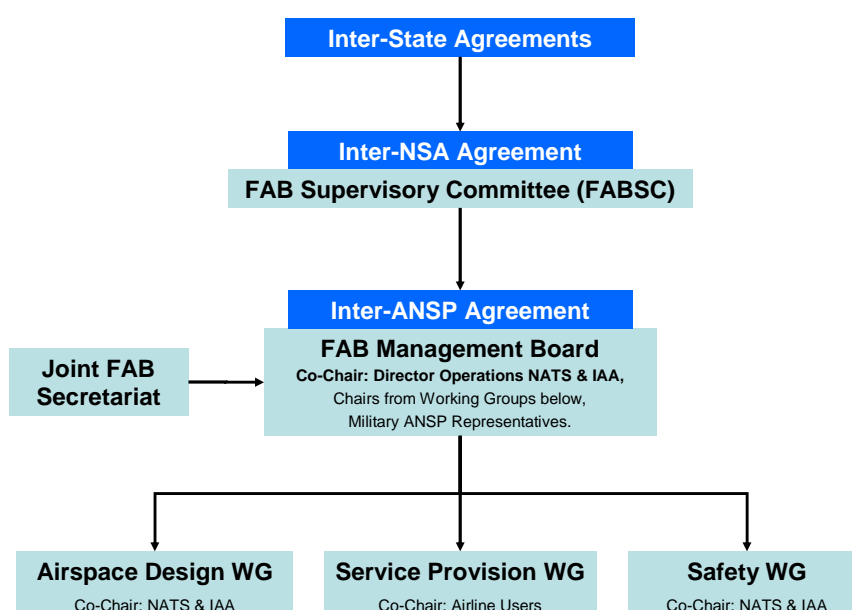 Inter-State Agreements
Inter-NSA Agreement
FAB Supervisory Committee (FABSC)
Inter-ANSP Agreement
FAB Management Board
Co-Chair: Director Operations NATS & IAA,
Chairs from Working Groups below,
Military ANSP Representatives.
Joint FAB
Secretariat
Airspace Design WG
Co-Chair: NATS & IAA
Service Provision WG
Co-Chair: Airline Users
Safety WG
Co-Chair: NATS & IAA